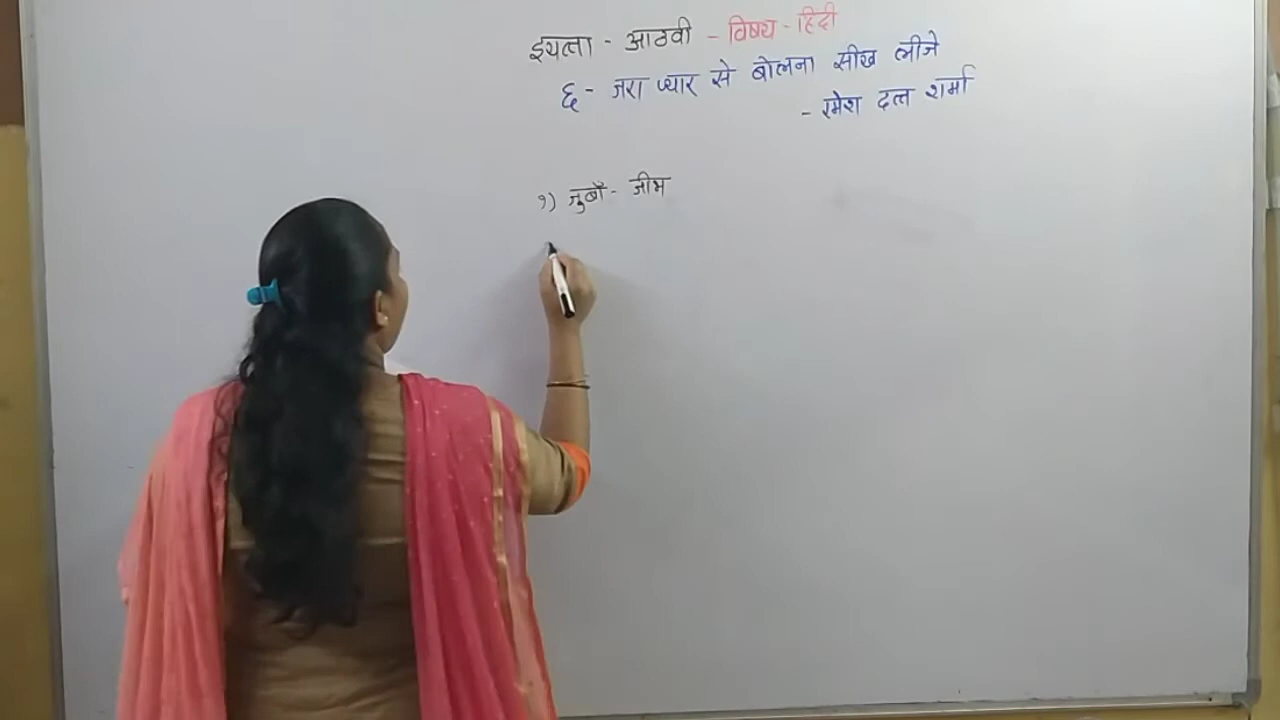 इयत्ता - आठवी - विषय - हिंदी
६ - जरा प्यार से बोलना सीख लीजे
- रमेश दत्त शर्मा
१) जुबाँ - जीभ